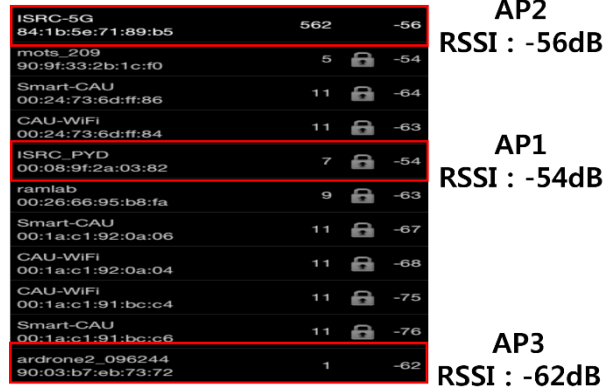 ISRC-5G
84:1b:5e:71:89:b5 562 -56
AP2
RSSI : -56dB
mots_209
90:9f:33:2b:1c:f0 5 -54
Smart-CAU
00:24:73:6d:ff:86 11 -64
CAU-WiFi
00:24:73:6d:ff:84 11 -63
ISRC_PYD
00:08:9f:2a:03:82 7 -54
AP1
RSSI : -54dB
ramlab
00:26:66:95:b8:fa 9 -63
Smart-CAU
00:1a:c1:92:0a:06 11 -67
CAU-WiFi
00:1a:c1:92:0a:04 11 -68
CAU-WiFi
00:1a:c1:91:bc:c4 11 -75
Smart-CAU
00:1a:c1:91:bc:c6 11 -76
ardrone2_096244
90:03:b7:eb:73:72 1 -62
AP3
RSSI : -62dB